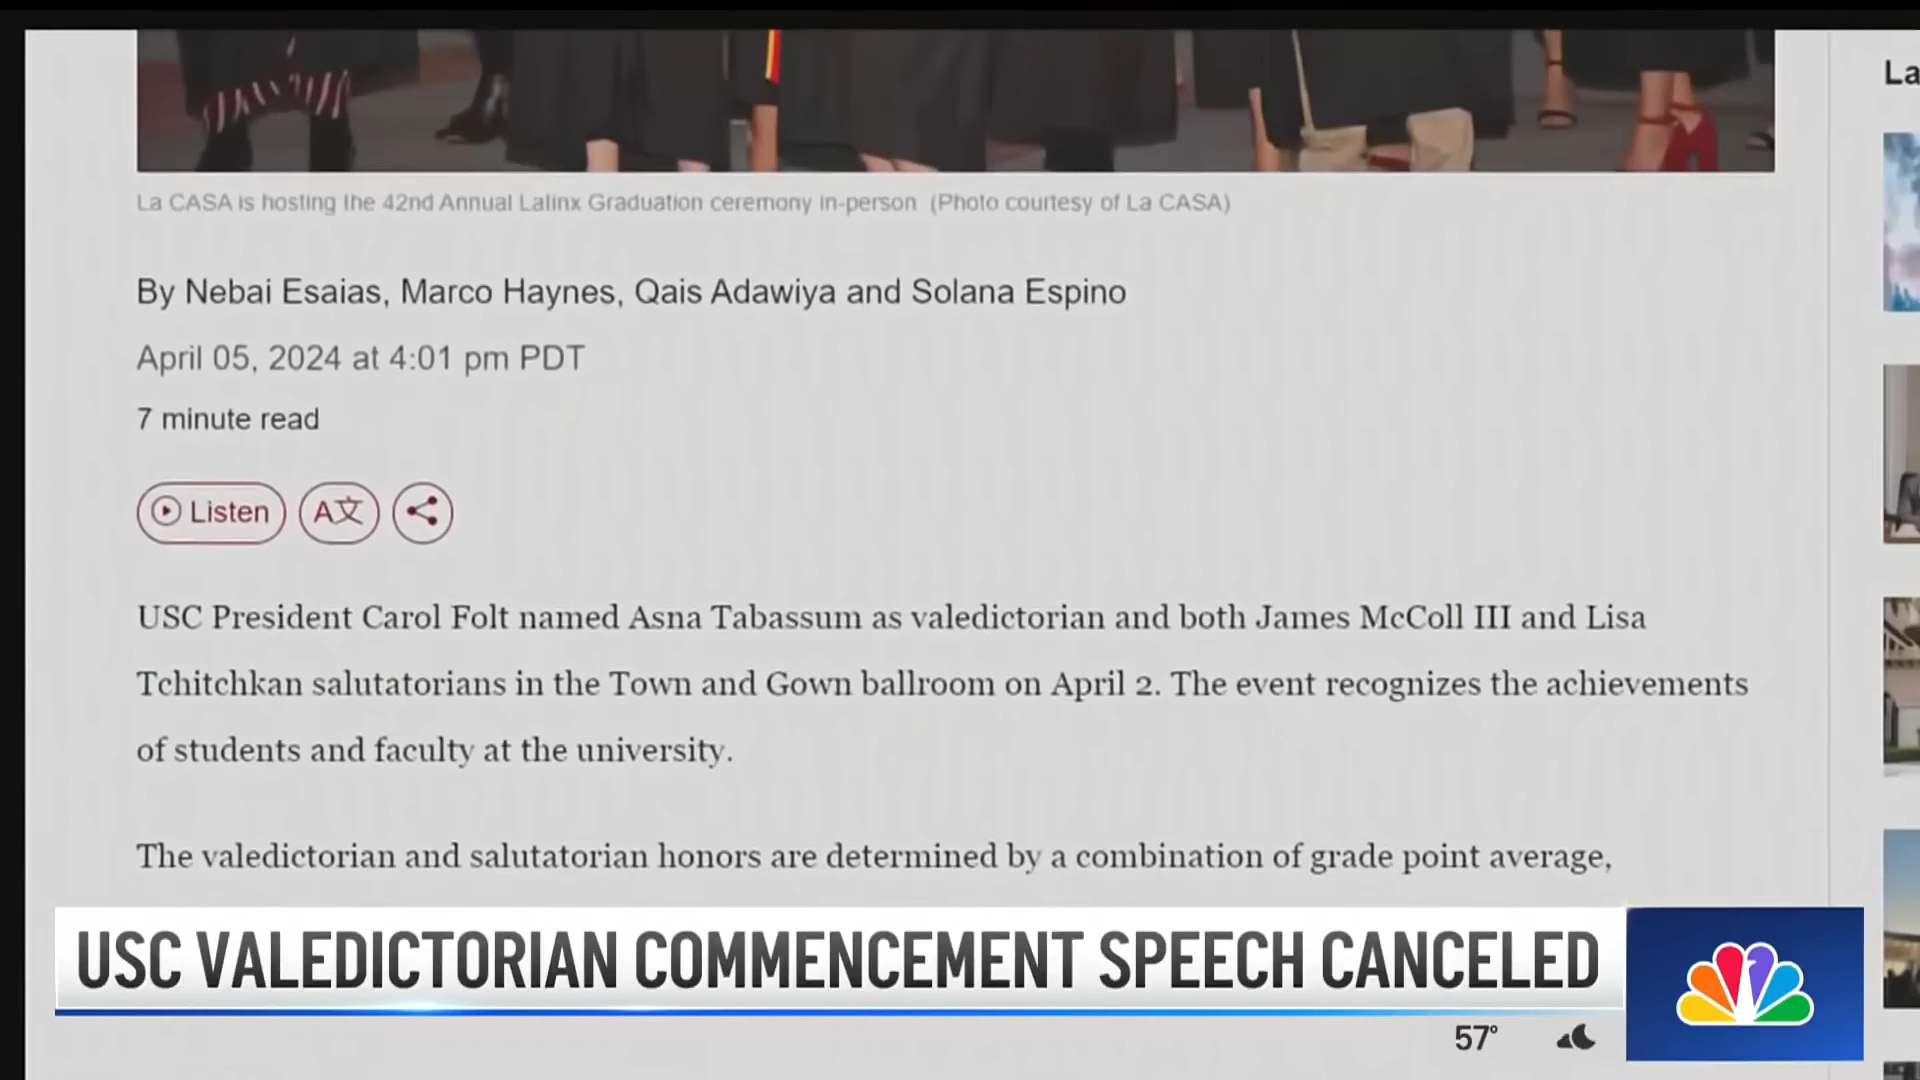 La
La CASA is hosting the 42nd Annual Latinx Graduation ceremony in-person (Photo courtesy of La CASA)
By Nebai Esaias, Marco Haynes, Qais Adawiya and Solana Espino
April 05, 2024 at 4:01 pm PDT
7 minute read
Listen
A文
USC President Carol Folt named Asna Tabassum as valedictorian and both James McColl III and Lisa
Tchitchkan salutatorians in the Town and Gown ballroom on April 2. The event recognizes the achievements
of students and faculty at the university.
The valedictorian and salutatorian honors are determined by a combination of grade point average,
USC VALEDICTORIAN COMMENCEMENT SPEECH CANCELED
57°